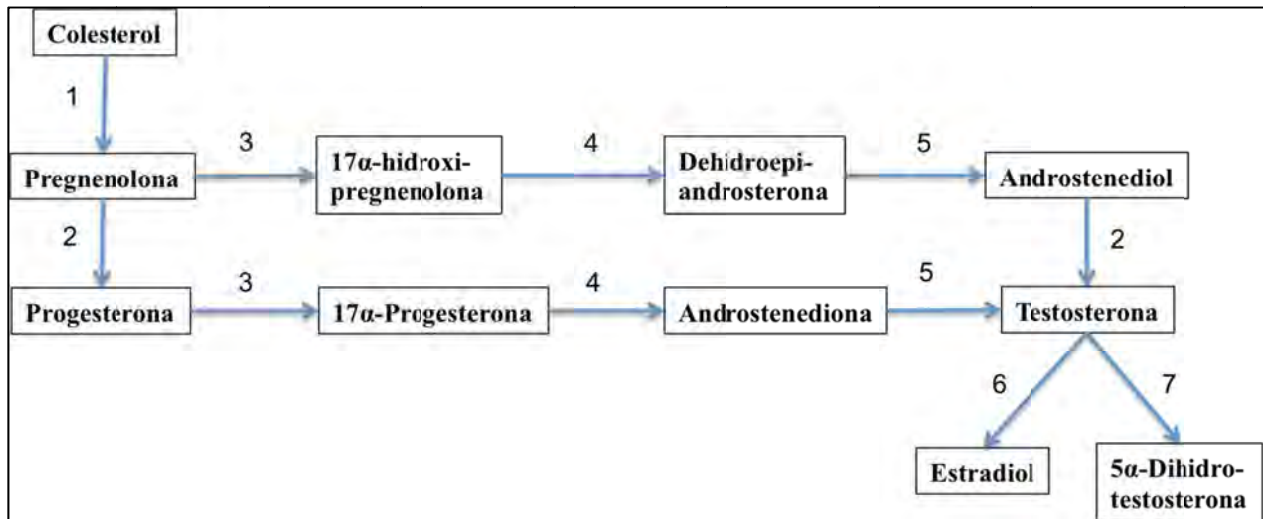 Colesterol
1
3
4
5
Pregnenolona
17α-hidroxi-
pregnenolona
Dehidroepi-
androsterona
Androstenediol
2
3
4
5
2
Progesterona
17α-Progesterona
Androstenediona
Testosterona
6
7
Estradiol
5α-Dihidro-
testosterona